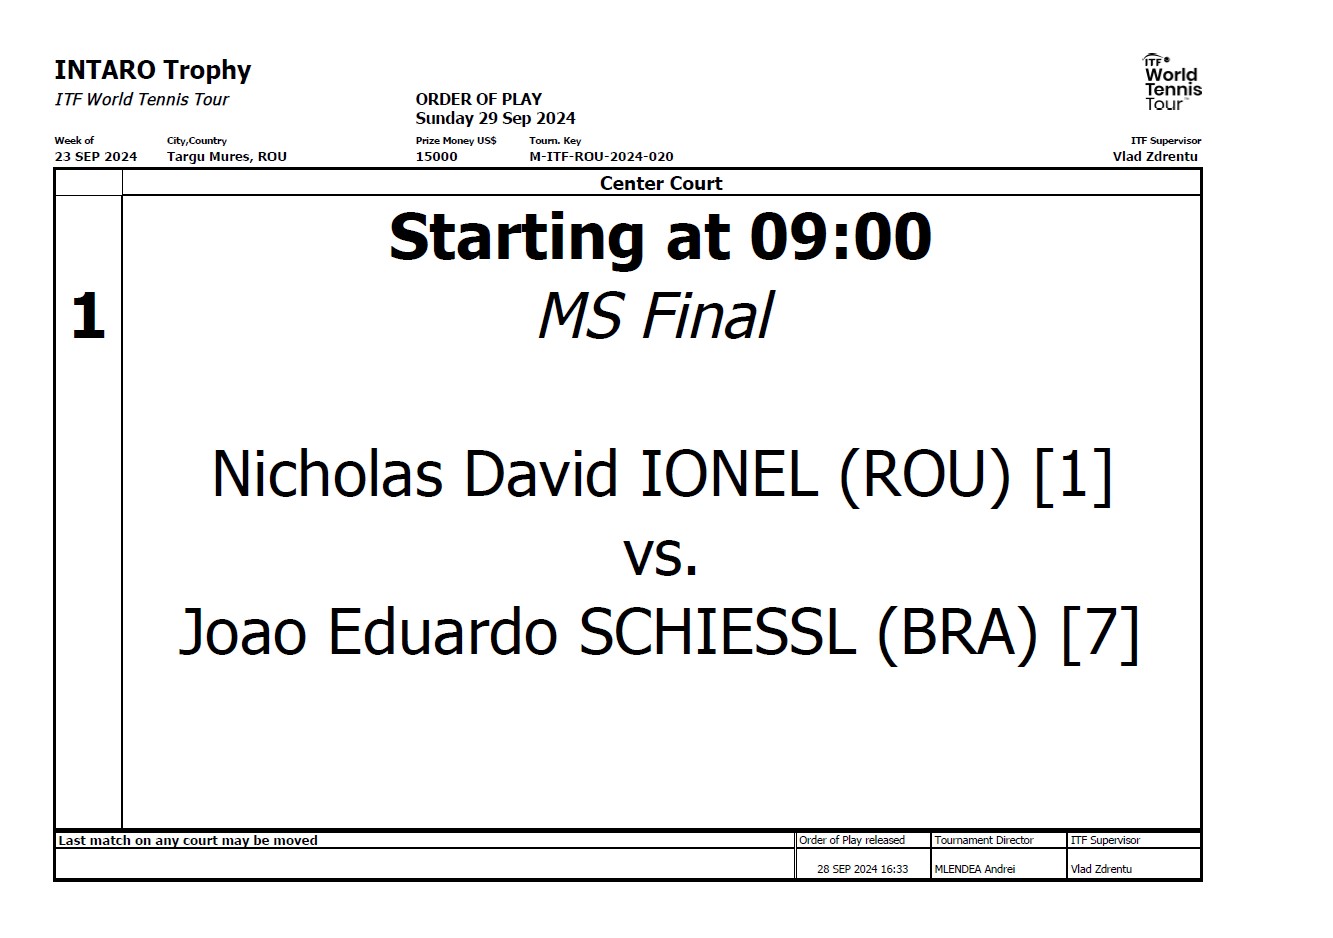 INTARO Trophy
ITF World Tennis Tour
ORDER OF PLAY
Sunday 29 Sep 2024
ITF®
World
Tennis
Tour™
Week of City,Country Prize Money US$ Tourn. Key ITF Supervisor
23 SEP 2024 Targu Mures, ROU 15000 M-ITF-ROU-2024-020 Vlad Zdrentu
Center Court
Starting at 09:00
1 MS Final
Nicholas David IONEL (ROU) [1]
vs.
Joao Eduardo SCHIESSL (BRA) [7]
Last match on any court may be moved Order of Play released Tournament Director ITF Supervisor
28 SEP 2024 16:33 MLENDEA Andrei Vlad Zdrentu